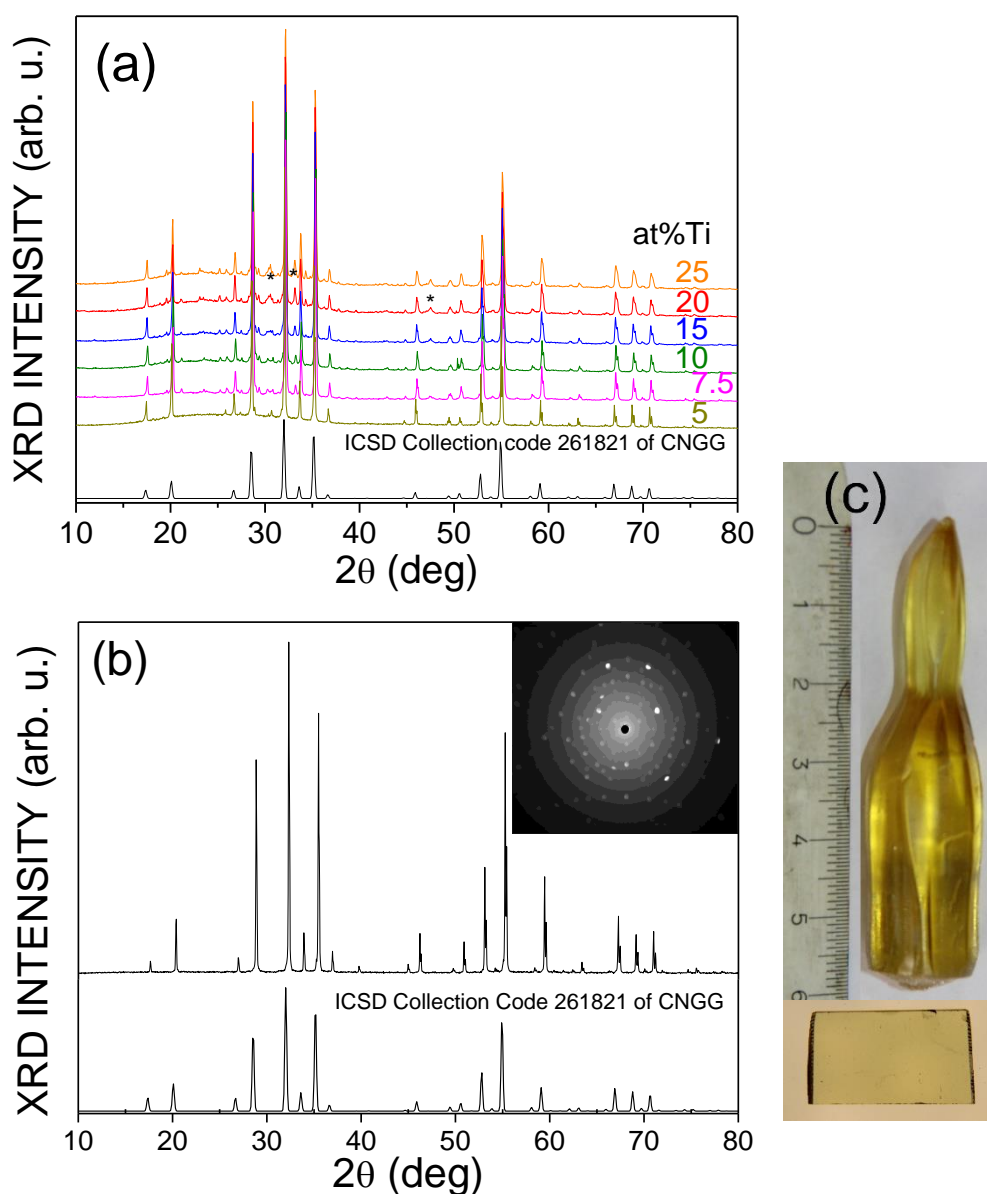 (a)
XRD INTENSITY (arb. u.)
at%Ti
25
20
15
10
7.5
5
*
*
*
ICSD Collection code 261821 of CNGG
10 20 30 40 50 60 70 80
2θ (deg)
(b)
XRD INTENSITY (arb. u.)
ICSD Collection Code 261821 of CNGG
10 20 30 40 50 60 70 80
2θ (deg)
(c)
0
1
2
3
4
5
6